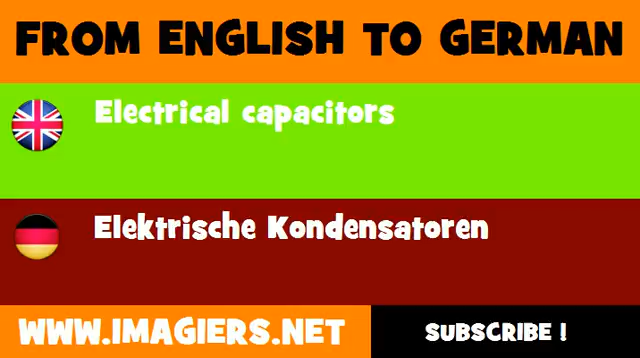 FROM ENGLISH TO GERMAN
Electrical capacitors
Elektrische Kondensatoren
WWW.IMAGIERS.NET
SUBSCRIBE !